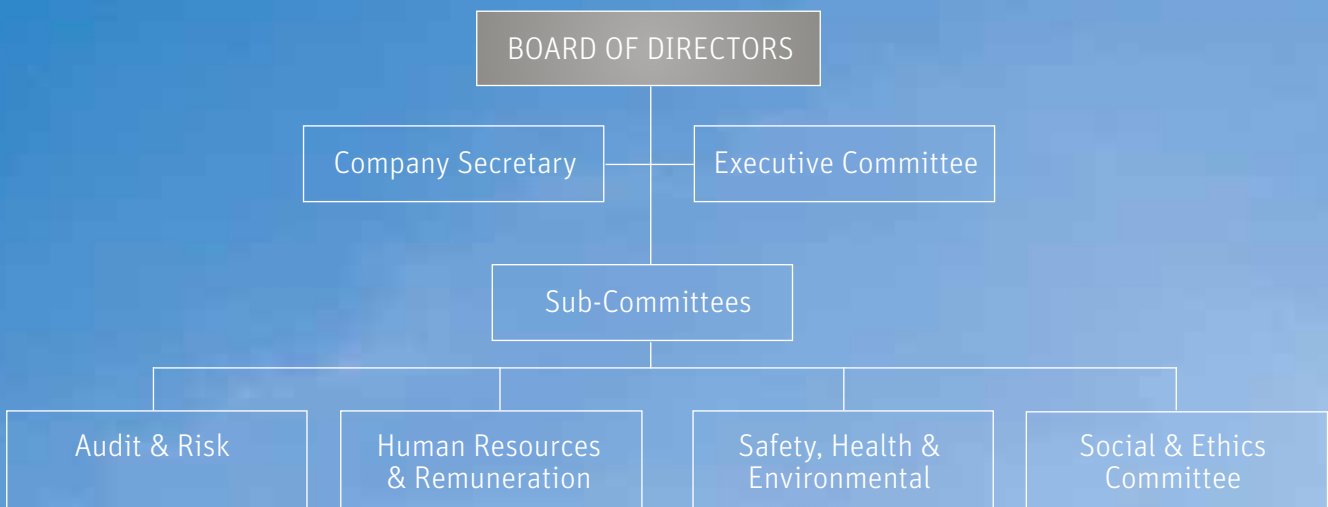 BOARD OF DIRECTORS
Company Secretary
Executive Committee
Sub-Committees
Audit & Risk
Human Resources
& Remuneration
Safety, Health &
Environmental
Social & Ethics
Committee